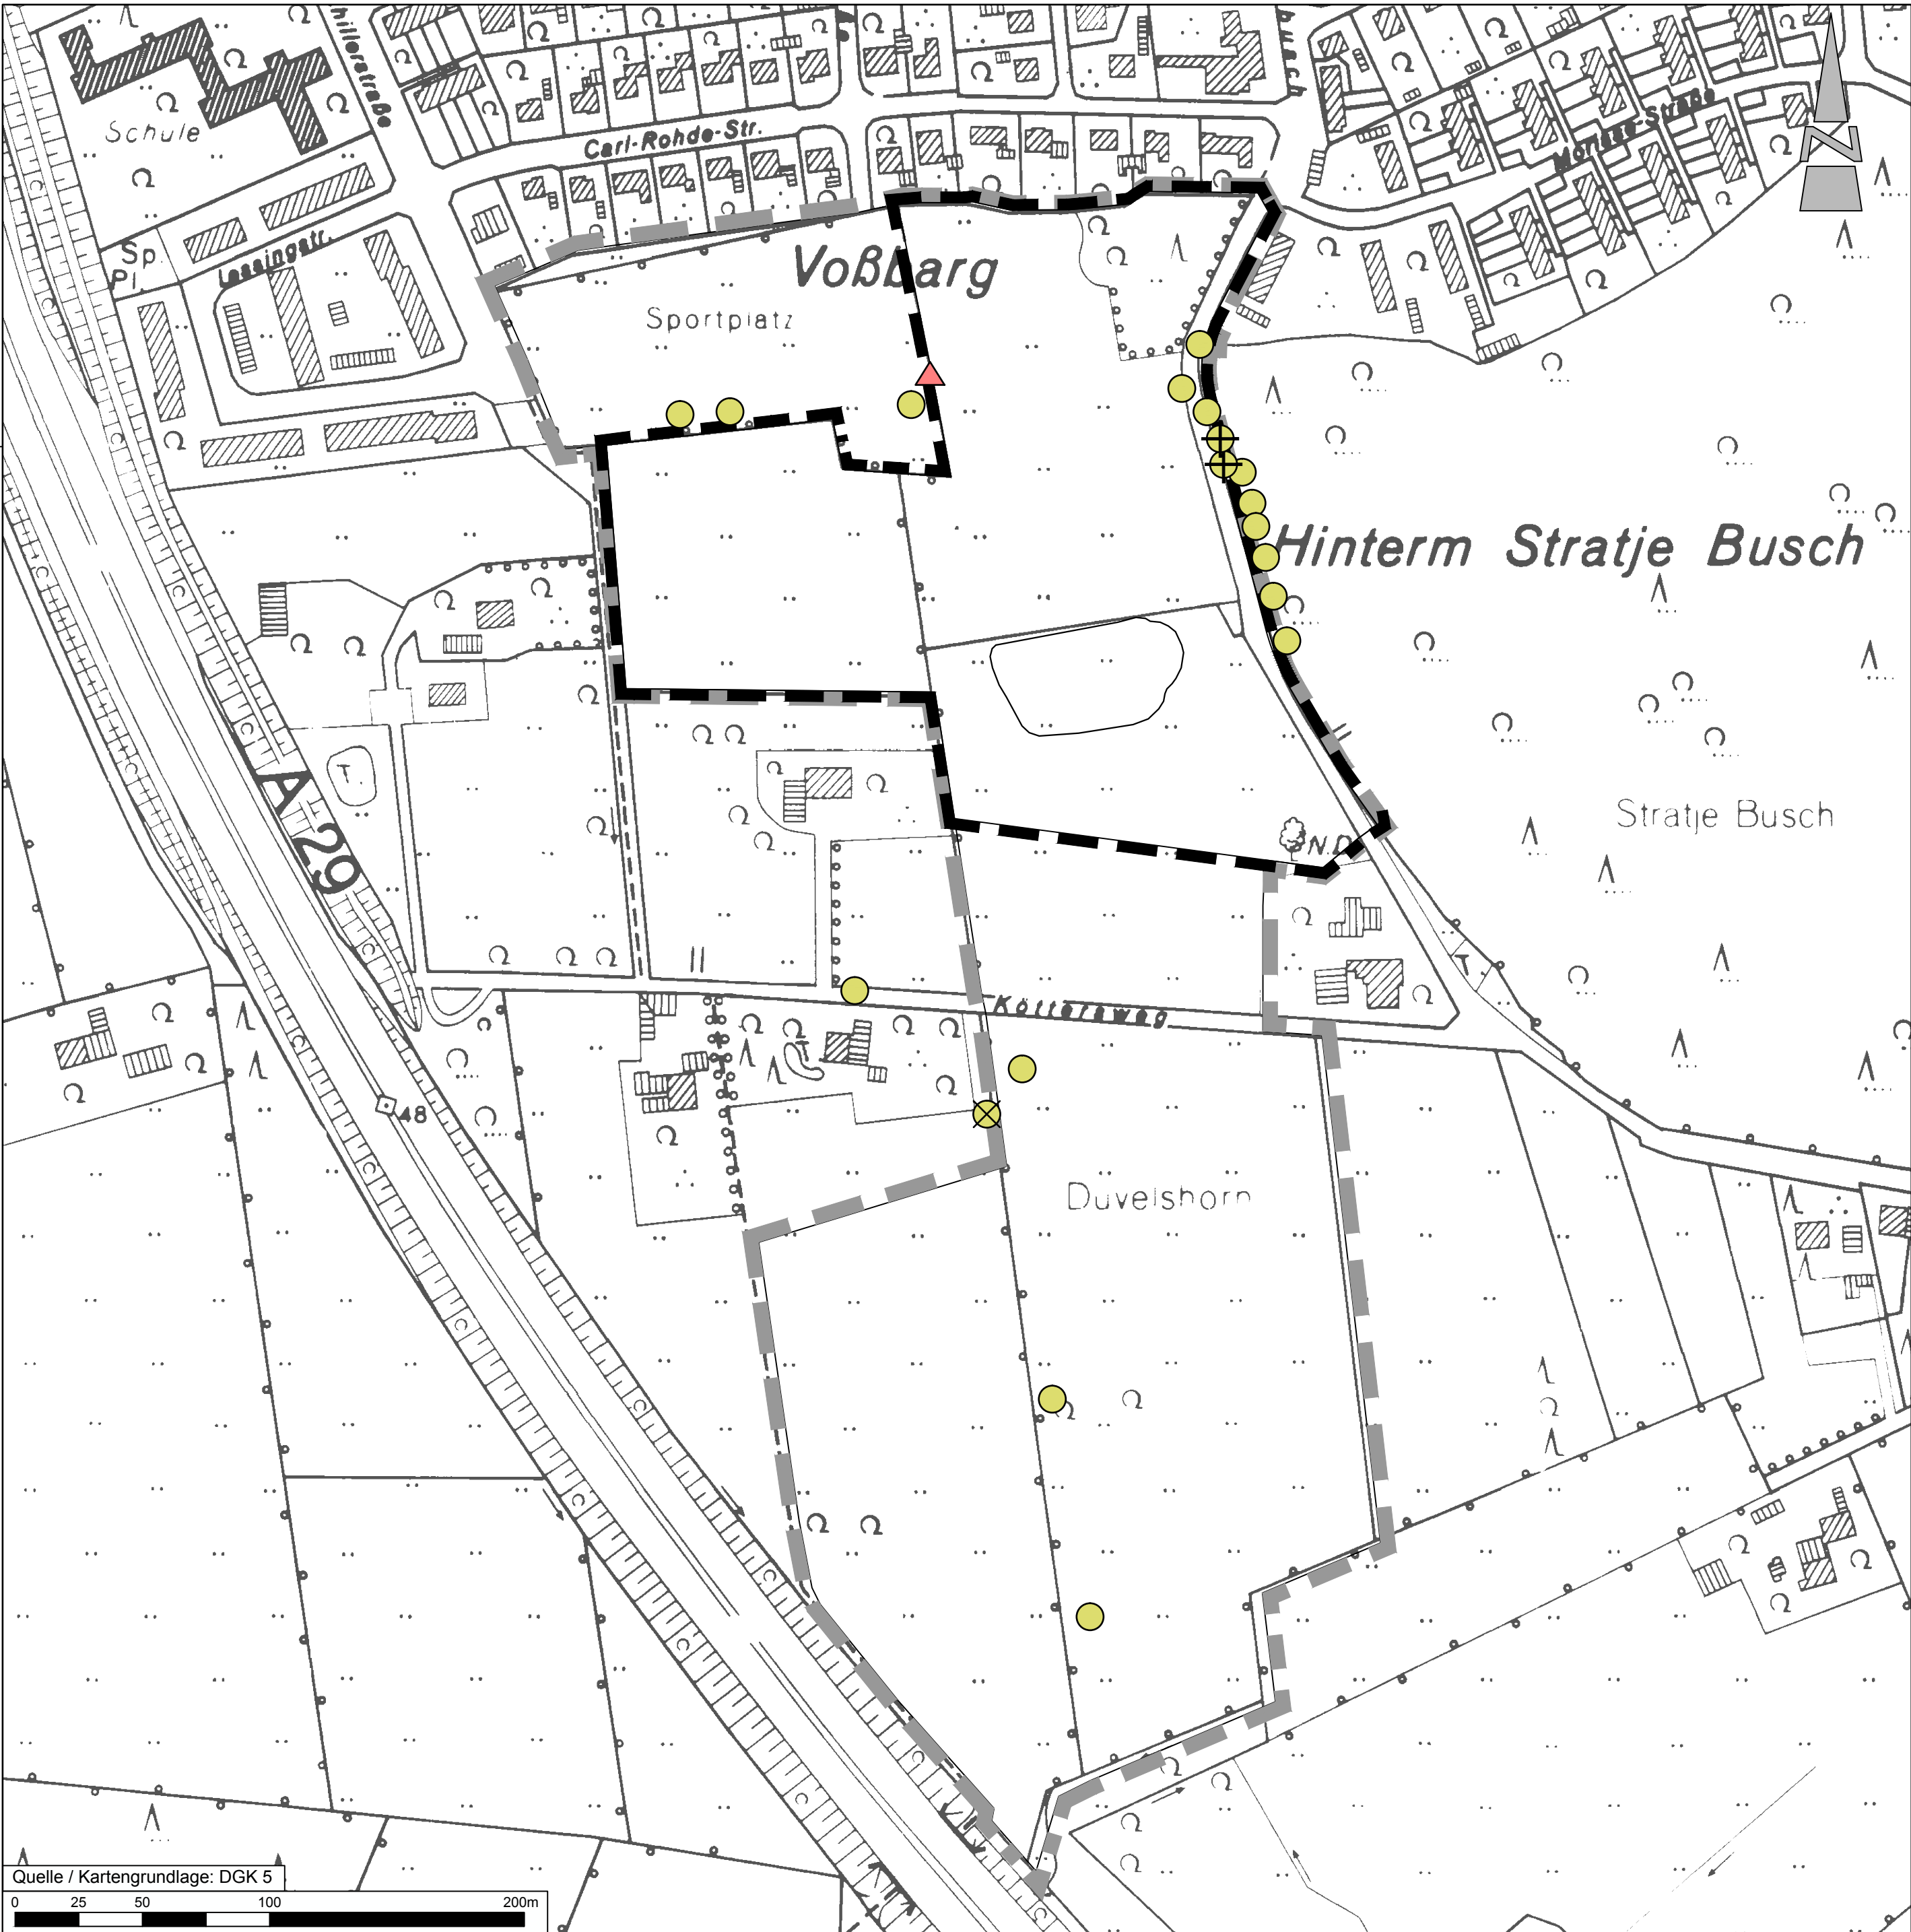 Schule
Carl-Rohde-Str.
Sp.
Pl.
Lessingstr.
Voßbarg
Sportplatz
Hinterm Stratje Busch
A 29
T.
N.D.
Stratje Busch
T.
Kottersweg
T
48
Duvelshorn
N
Quelle / Kartengrundlage: DGK 5
0 25 50 100 200m